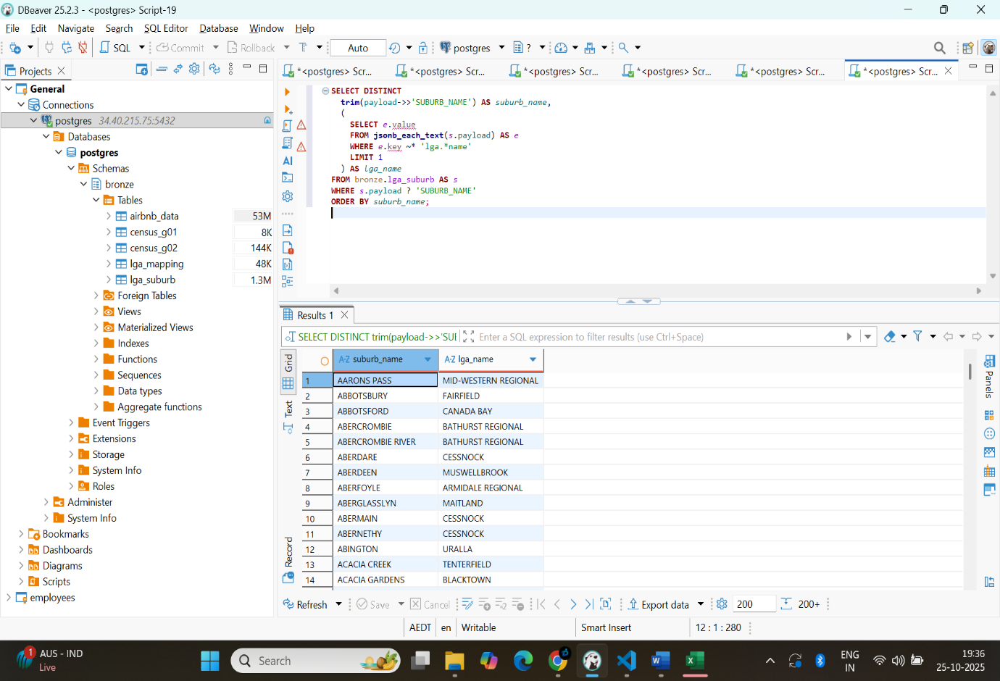 DBeaver 25.2.3 - <postgres> Script-19
File Edit Navigate Search SQL Editor Database Window Help
SQL Commit Rollback T Auto postgres ? 
Projects
*<postgres> Scr... *<postgres> Scr... *<postgres> Scr... *<postgres> Scr... *<postgres> Scr... *<postgres> Scr...
General
Connections
postgres 34.40.215.75:5432
Databases
postgres
Schemas
bronze
Tables
airbnb_data 53M
census_g01 8K
census_g02 144K
lga_mapping 48K
lga_suburb 1.3M
Foreign Tables
Views
Materialized Views
Indexes
Functions
Sequences
Data types
Aggregate functions
Event Triggers
Extensions
Storage
System Info
Roles
Administer
System Info
Bookmarks
Dashboards
Diagrams
Scripts
employees
AI
SELECT DISTINCT
trim(payload->>'SUBURB_NAME') AS suburb_name,
(
SELECT e.value
FROM jsonb_each_text(s.payload) AS e
WHERE e.key ~* 'lga.*name'
LIMIT 1
) AS lga_name
FROM bronze.lga_suburb AS s
WHERE s.payload ? 'SUBURB_NAME'
ORDER BY suburb_name;
Results 1
SELECT DISTINCT trim(payload->>'SUI Enter a SQL expression to filter results (use Ctrl+Space)
Grid
Text
Record
Panels
A-Z suburb_name A-Z lga_name
1 AARONS PASS MID-WESTERN REGIONAL
2 ABBOTSBURY FAIRFIELD
3 ABBOTSFORD CANADA BAY
4 ABERCROMBIE BATHURST REGIONAL
5 ABERCROMBIE RIVER BATHURST REGIONAL
6 ABERDARE CESSNOCK
7 ABERDEEN MUSWELLBROOK
8 ABERFOYLE ARMIDALE REGIONAL
9 ABERGLASSLYN MAITLAND
10 ABERMAIN CESSNOCK
11 ABERNETHY CESSNOCK
12 ABINGTON URALLA
13 ACACIA CREEK TENTERFIELD
14 ACACIA GARDENS BLACKTOWN
Refresh Save Cancel Export data 200 200+
AEDT en Writable Smart Insert 12 : 1 : 280
1 AUS - IND
Live
Search
ENG
IN
19:36
25-10-2025